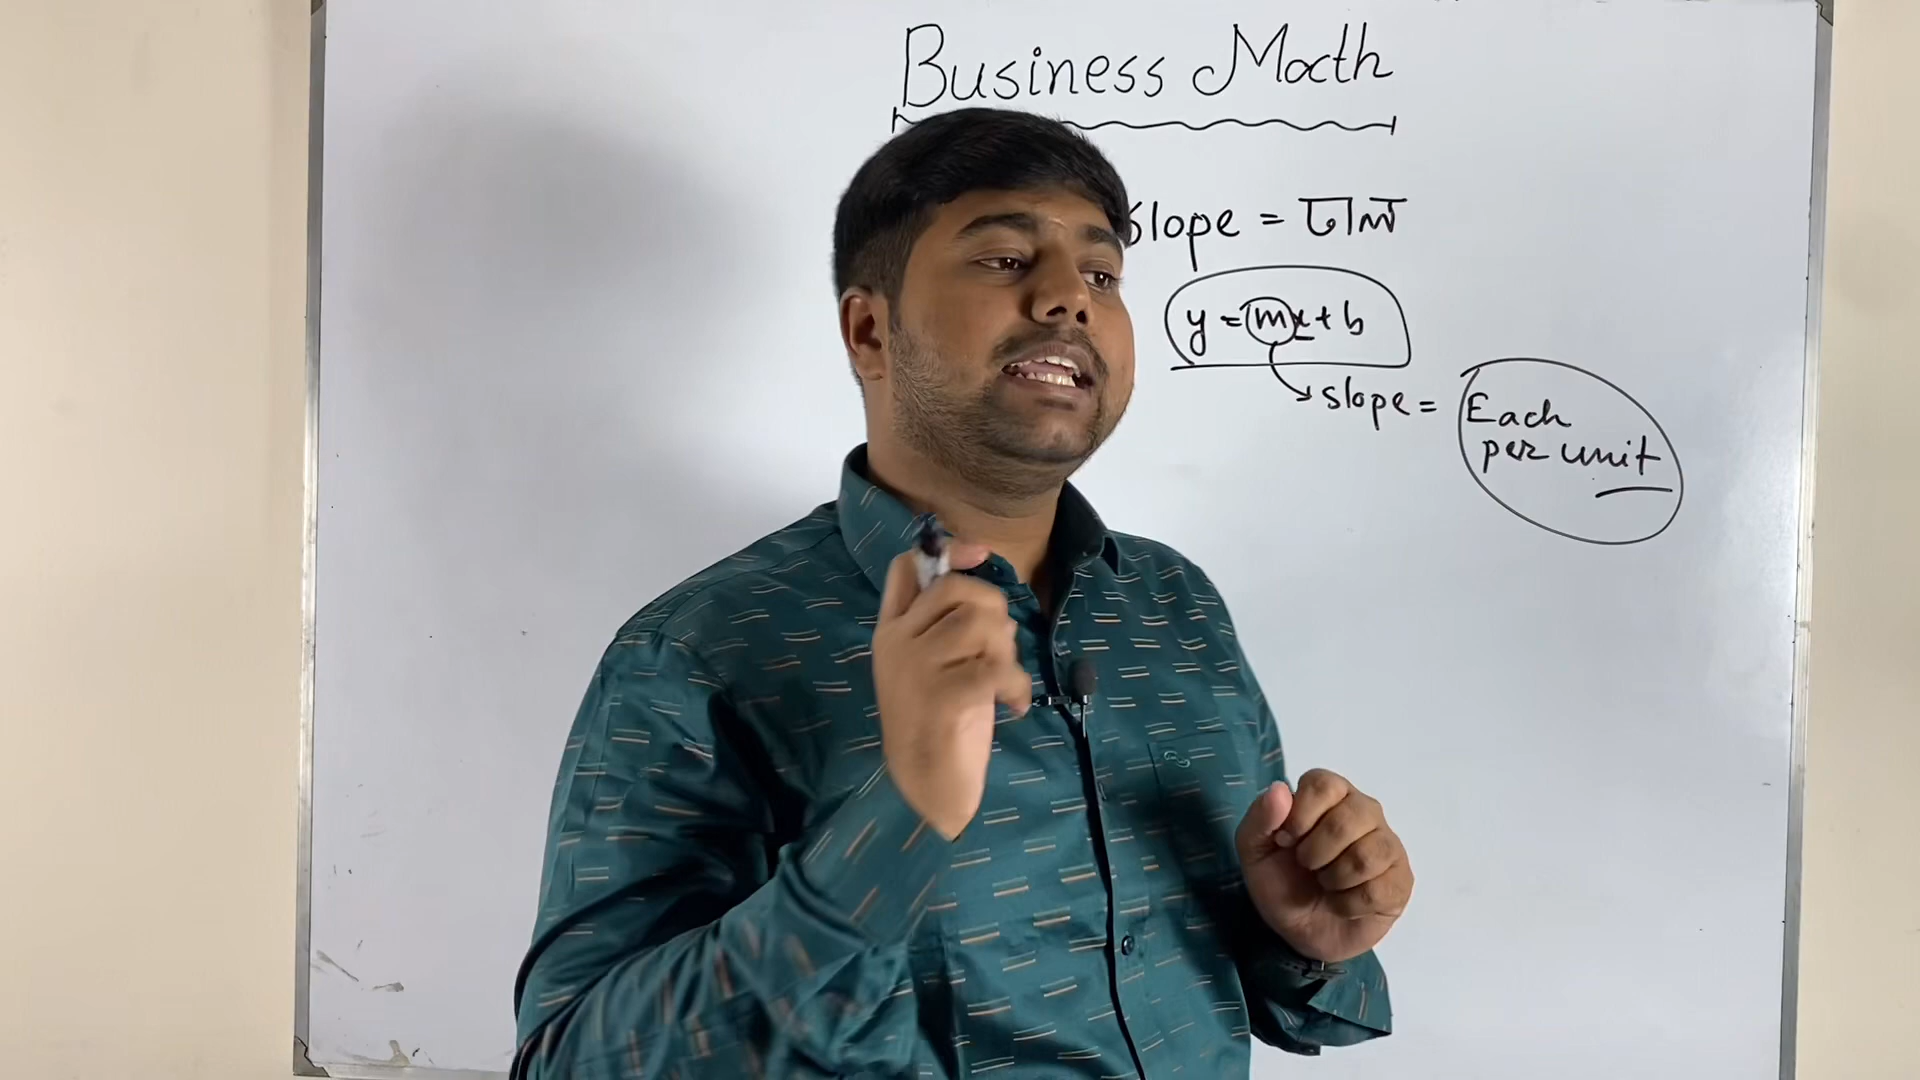 Business Math
slope = ঢাল
y = mx + b
slope = Each
per unit